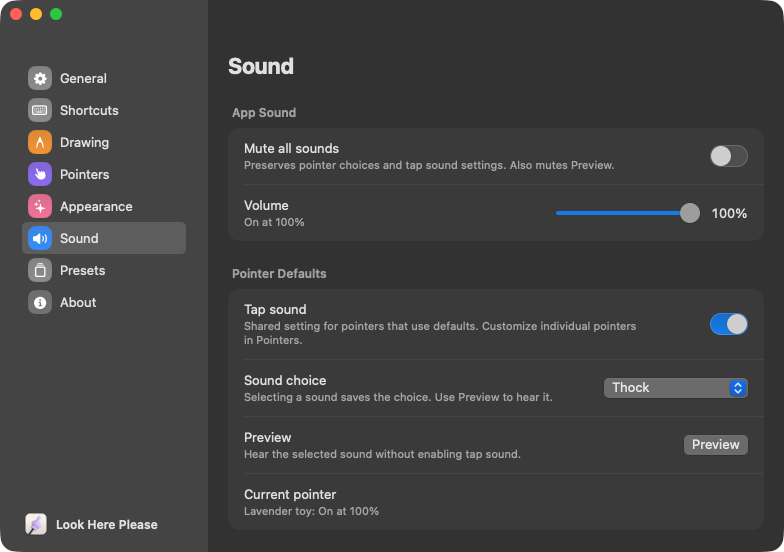 Sound
General
Shortcuts
Drawing
Pointers
Appearance
Sound
Presets
About
Look Here Please
App Sound
Mute all sounds
Preserves pointer choices and tap sound settings. Also mutes Preview.
Volume
On at 100%
100%
Pointer Defaults
Tap sound
Shared setting for pointers that use defaults. Customize individual pointers
in Pointers.
Sound choice
Selecting a sound saves the choice. Use Preview to hear it.
Thock
Preview
Hear the selected sound without enabling tap sound.
Preview
Current pointer
Lavender toy: On at 100%